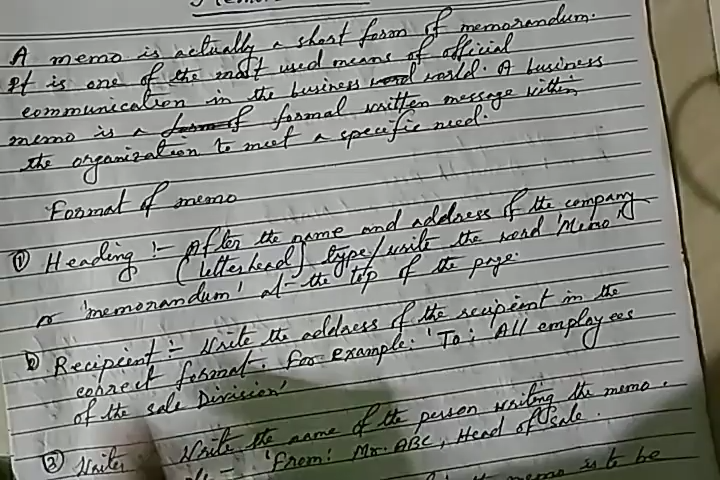 A memo is actually a short form of memorandum.
It is one of the most used means of official
communication in the business world. A business
memo is a formal written message within
the organization to meet a specific need.
Format of memo
① Heading :- After the name and address of the company
(letterhead) type/write the word 'Memo'
or 'memorandum' at the top of the page.
② Recipient :- Write the address of the recipient in the
correct format. For example: 'To: All employees
of the sale Division'
③ Writer Write the name of the person writing the memo.
- 'From: Mr. ABC, Head of Sale.
memo is to be